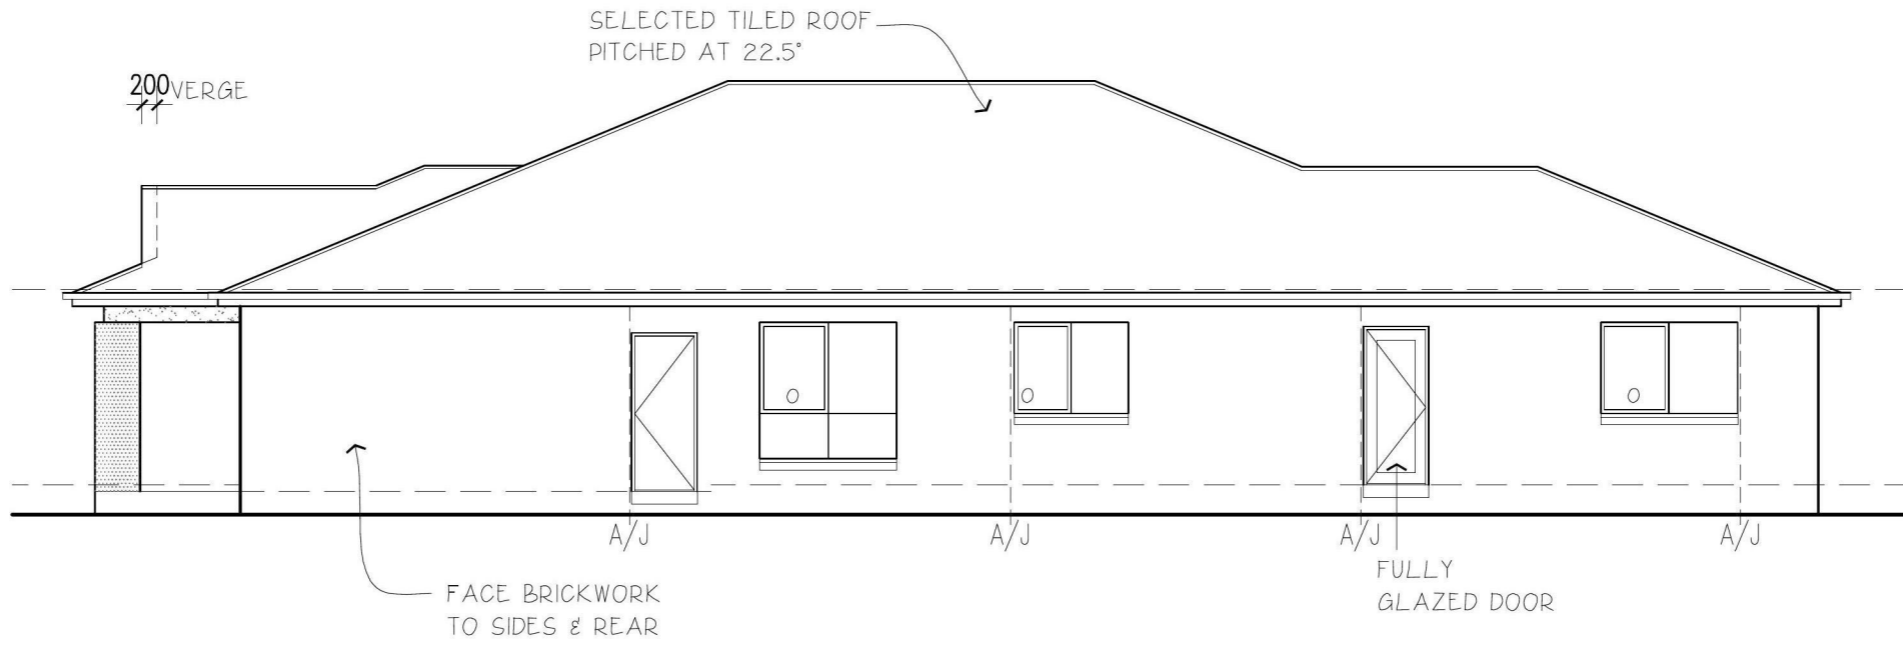 SELECTED TILED ROOF
PITCHED AT 22.5°
200 VERGE
A/J
A/J
A/J
A/J
FULLY
GLAZED DOOR
FACE BRICKWORK
TO SIDES & REAR